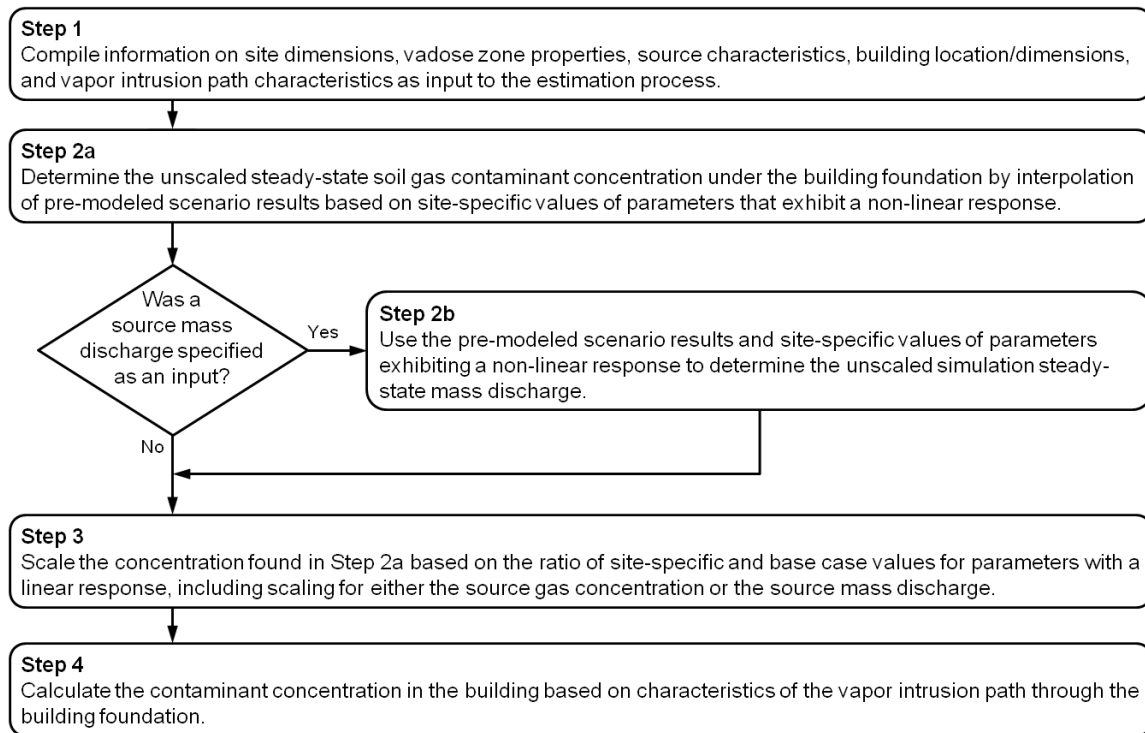 Step 1
Compile information on site dimensions, vadose zone properties, source characteristics, building location/dimensions,
and vapor intrusion path characteristics as input to the estimation process.
Step 2a
Determine the unscaled steady-state soil gas contaminant concentration under the building foundation by interpolation
of pre-modeled scenario results based on site-specific values of parameters that exhibit a non-linear response.
Was a
source mass
discharge specified
as an input?
Yes
Step 2b
Use the pre-modeled scenario results and site-specific values of parameters
exhibiting a non-linear response to determine the unscaled simulation steady-
state mass discharge.
No
Step 3
Scale the concentration found in Step 2a based on the ratio of site-specific and base case values for parameters with a
linear response, including scaling for either the source gas concentration or the source mass discharge.
Step 4
Calculate the contaminant concentration in the building based on characteristics of the vapor intrusion path through the
building foundation.